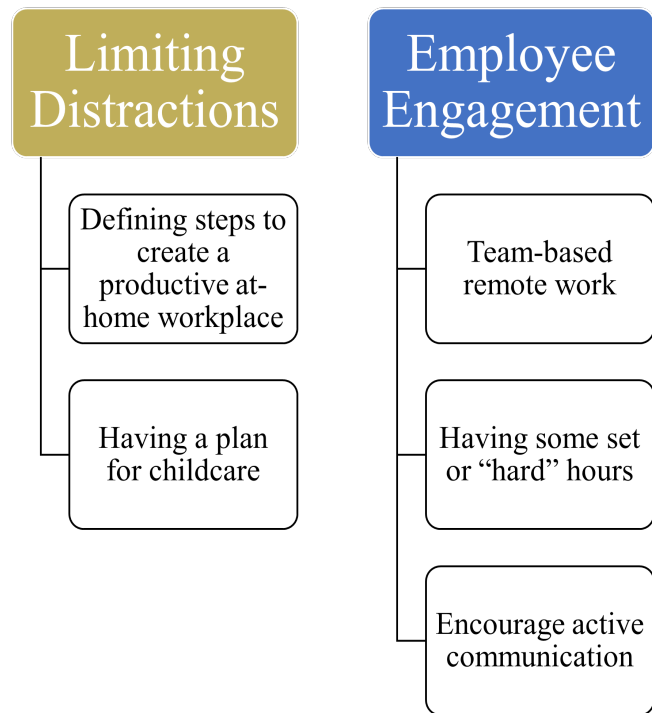 Limiting
Distractions
Defining steps to
create a
productive at-
home workplace
Having a plan
for childcare
Employee
Engagement
Team-based
remote work
Having some set
or “hard” hours
Encourage active
communication